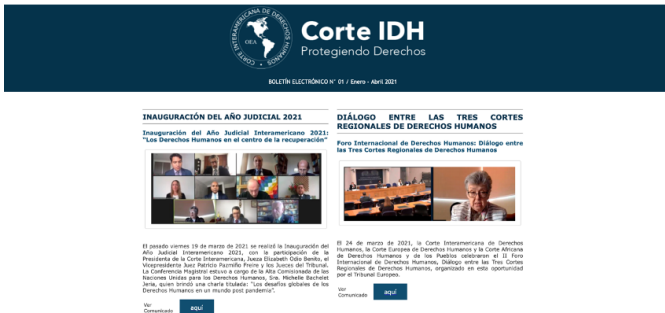 CORTE INTERAMERICANA DE DERECHOS HUMANOS
OEA
Corte IDH
Protegiendo Derechos
BOLETÍN ELECTRÓNICO N° 01 / Enero - Abril 2021
INAUGURACIÓN DEL AÑO JUDICIAL 2021
Inauguración del Año Judicial Interamericano 2021:
"Los Derechos Humanos en el centro de la recuperación"
El pasado viernes 19 de marzo de 2021 se realizó la Inauguración del
Año Judicial Interamericano 2021, con la participación de la
Presidenta de la Corte Interamericana, Jueza Elizabeth Odio Benito, el
Vicepresidente Juez Patricio Pazmiño Freire y los Jueces del Tribunal.
La Conferencia Magistral estuvo a cargo de la Alta Comisionada de las
Naciones Unidas para los Derechos Humanos, Sra. Michelle Bachelet
Jeria, quien brindó una charla titulada: "Los desafíos globales de los
Derechos Humanos en un mundo post pandemia".
Ver
Comunicado
aquí
DIÁLOGO ENTRE LAS TRES CORTES
REGIONALES DE DERECHOS HUMANOS
Foro Internacional de Derechos Humanos: Diálogo entre
las Tres Cortes Regionales de Derechos Humanos
El 24 de marzo de 2021, la Corte Interamericana de Derechos
Humanos, la Corte Europea de Derechos Humanos y la Corte Africana
de Derechos Humanos y de los Pueblos celebraron el II Foro
Internacional de Derechos Humanos, Diálogo entre las Tres Cortes
Regionales de Derechos Humanos, organizado en esta oportunidad
por el Tribunal Europeo.
Ver
Comunicado
aquí